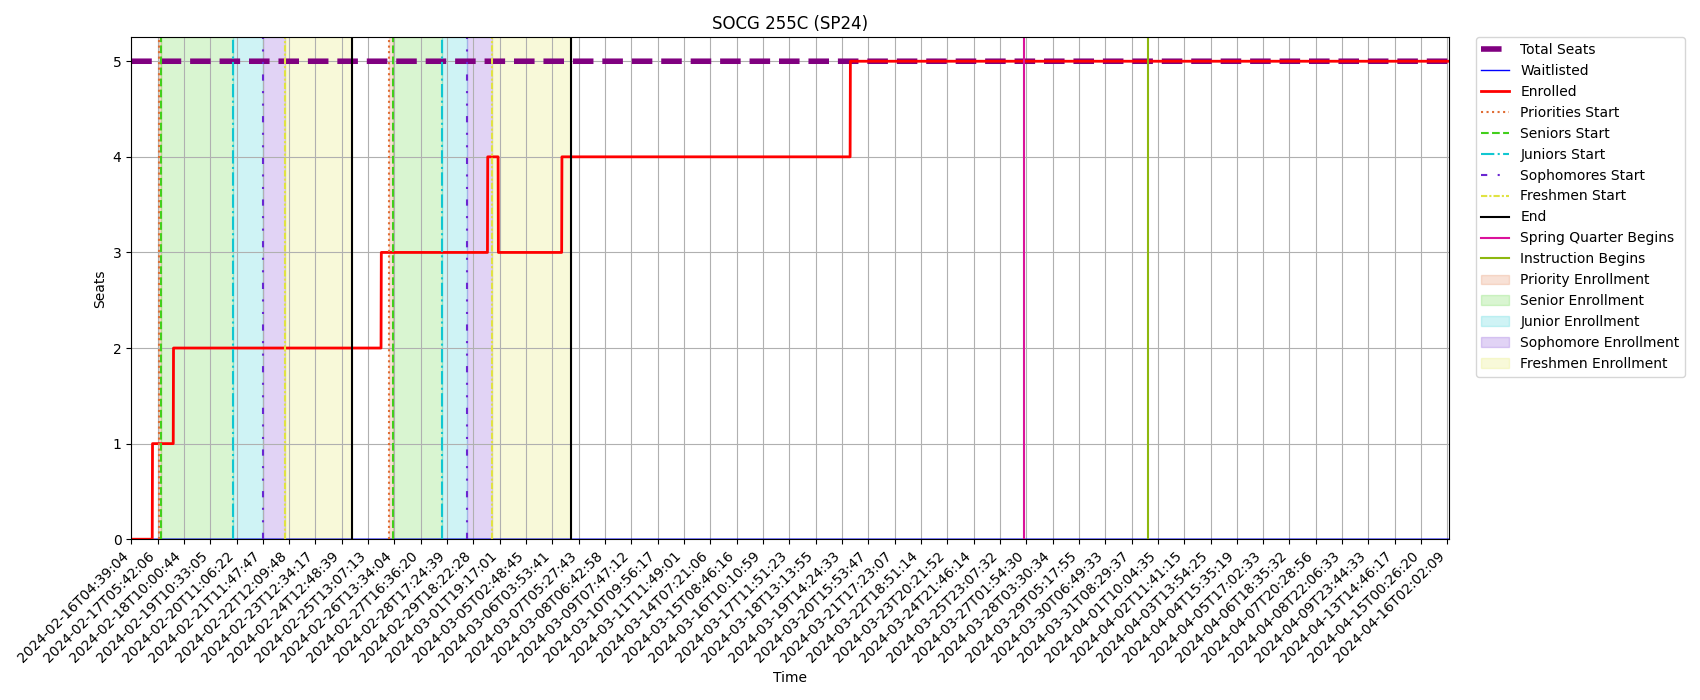 SOCG 255C (SP24)
Seats
5
4
3
2
1
0
2024-02-16T04:39:04
2024-02-17T05:42:06
2024-02-18T10:00:44
2024-02-19T10:33:05
2024-02-20T11:06:22
2024-02-21T11:47:47
2024-02-22T12:09:48
2024-02-23T12:34:17
2024-02-24T12:48:39
2024-02-25T13:07:13
2024-02-26T13:34:04
2024-02-27T16:36:20
2024-02-28T17:24:39
2024-02-29T18:22:28
2024-03-01T19:17:01
2024-03-05T02:48:45
2024-03-06T03:53:41
2024-03-07T05:27:43
2024-03-08T06:42:58
2024-03-09T07:47:12
2024-03-10T09:56:17
2024-03-11T11:49:01
2024-03-14T07:21:06
2024-03-15T08:46:16
2024-03-16T10:10:59
2024-03-17T11:51:23
2024-03-18T13:13:55
2024-03-19T14:24:33
2024-03-20T15:53:47
2024-03-21T17:23:07
2024-03-22T18:51:14
2024-03-23T20:21:52
2024-03-24T21:46:14
2024-03-25T23:07:32
2024-03-27T01:54:30
2024-03-28T03:30:34
2024-03-29T05:17:55
2024-03-30T06:49:33
2024-03-31T08:29:37
2024-04-01T10:04:35
2024-04-02T11:41:15
2024-04-03T13:54:25
2024-04-04T15:35:19
2024-04-05T17:02:33
2024-04-06T18:35:32
2024-04-07T20:28:56
2024-04-08T22:06:33
2024-04-09T23:44:33
2024-04-13T14:46:17
2024-04-15T00:26:20
2024-04-16T02:02:09
Time
Total Seats
Waitlisted
Enrolled
Priorities Start
Seniors Start
Juniors Start
Sophomores Start
Freshmen Start
End
Spring Quarter Begins
Instruction Begins
Priority Enrollment
Senior Enrollment
Junior Enrollment
Sophomore Enrollment
Freshmen Enrollment